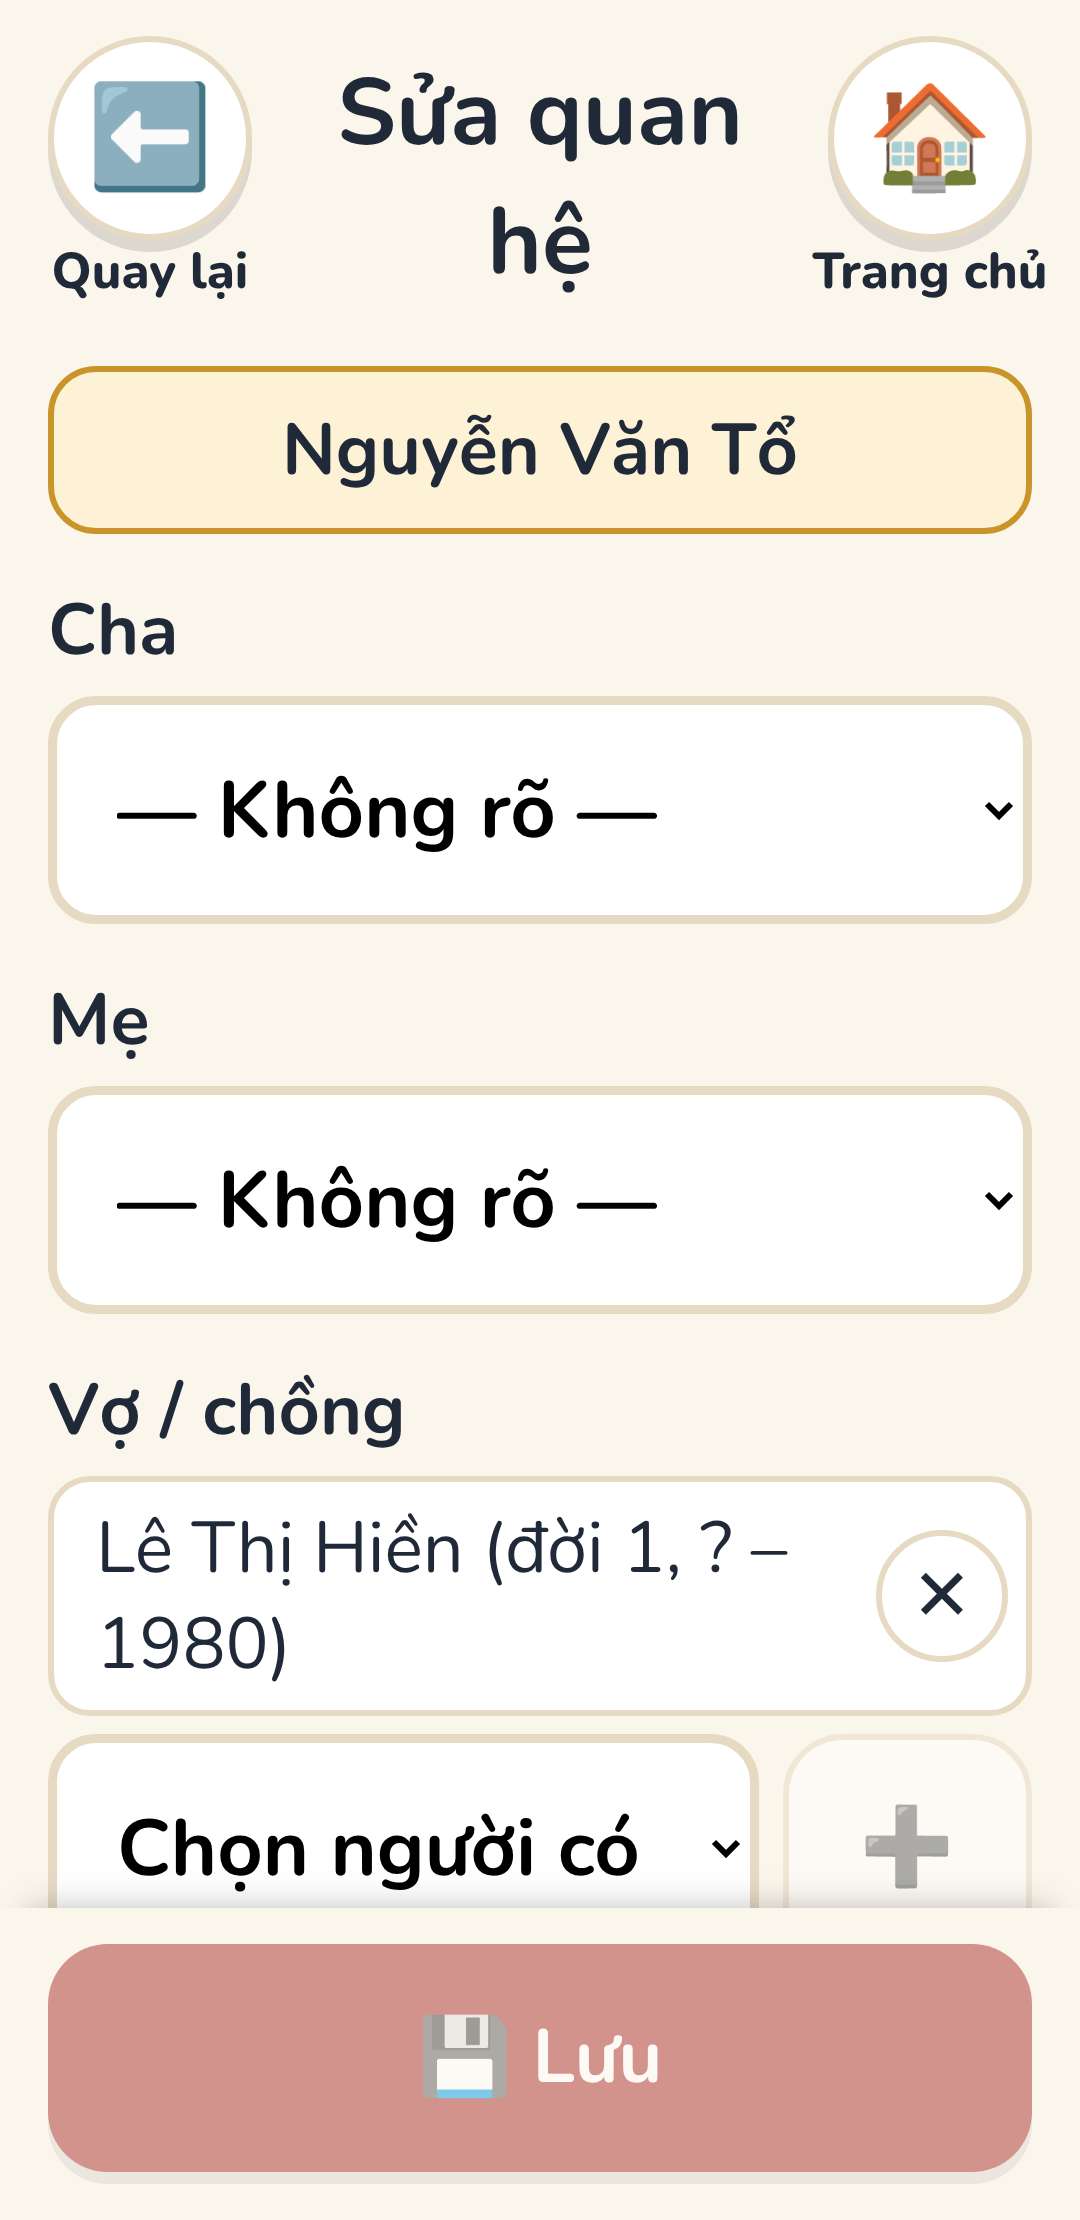 Sửa quan
hệ
Quay lại
Trang chủ
Nguyễn Văn Tổ
Cha
— Không rõ —
Mẹ
— Không rõ —
Vợ / chồng
Lê Thị Hiền (đời 1, ? –
1980)
Chọn người có
Lưu